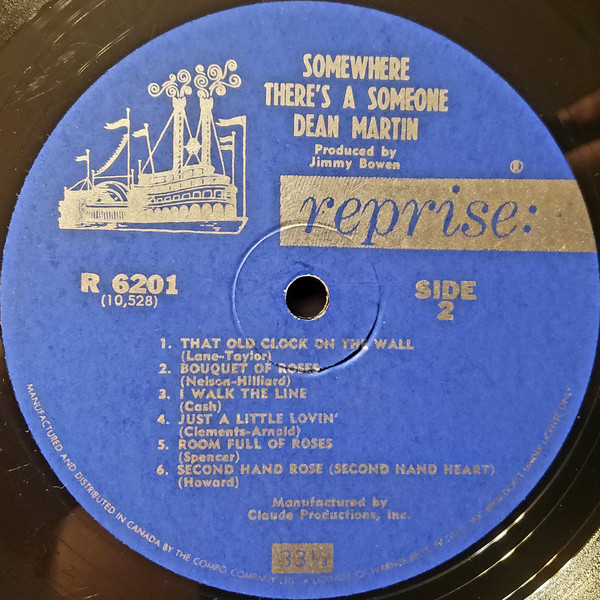 SOMEWHERE
THERE'S A SOMEONE
DEAN MARTIN
Produced by
Jimmy Bowen
®
reprise:
R 6201
(10,528)
SIDE
2
1. THAT OLD CLOCK ON THE WALL
(Lane-Taylor)
2. BOUQUET OF ROSES
(Nelson-Hilliard)
3. I WALK THE LINE
(Cash)
4. JUST A LITTLE LOVIN'
(Clements-Arnold)
5. ROOM FULL OF ROSES
(Spencer)
6. SECOND HAND ROSE (SECOND HAND HEART)
(Howard)
Manufactured by
Claude Productions, Inc.
33⅓
MANUFACTURED AND DISTRIBUTED IN CANADA BY THE COMPO COMPANY LTD. UNDER LICENSE ONLY